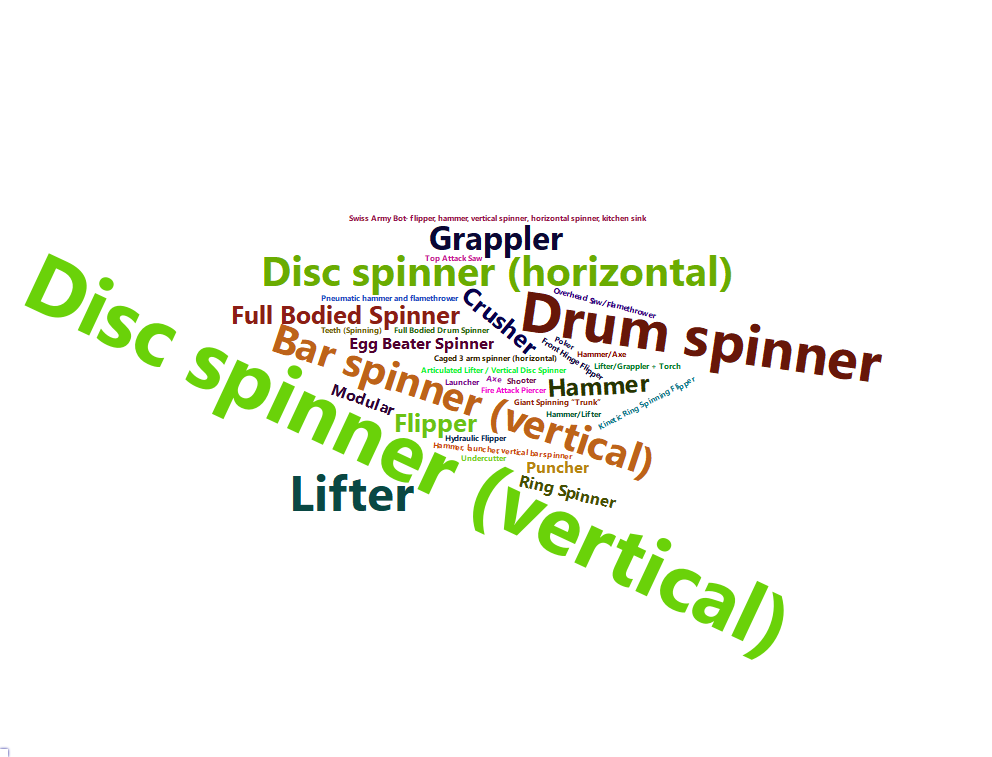 Swiss Army Bot- flipper, hammer, vertical spinner, horizontal spinner, kitchen sink
Grappler
Top Attack Saw
Disc spinner (horizontal)
Disc spinner (vertical)
Pneumatic hammer and flamethrower
Crusher
Overhead Saw/Flamethrower
Drum spinner
Full Bodied Spinner
Teeth (Spinning)
Full Bodied Drum Spinner
Bar spinner (vertical)
Egg Beater Spinner
Poker
Front Hinge Flipper
Hammer/Axe
Caged 3 arm spinner (horizontal)
Lifter/Grappler + Torch
Articulated Lifter / Vertical Disc Spinner
Launcher
Axe
Shooter
Hammer
Kinetic Ring Spinning Flipper
Modular
Fire Attack Piercer
Giant Spinning "Trunk"
Flipper
Hammer/Lifter
Hydraulic Flipper
Hammer, launcher, vertical bar spinner
Undercutter
Puncher
Lifter
Ring Spinner